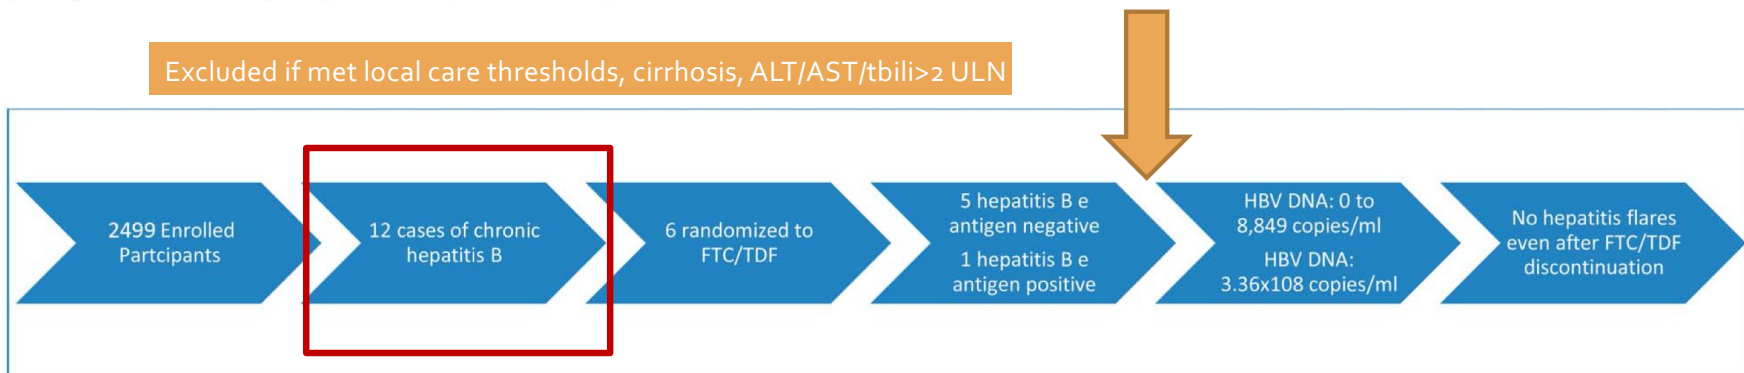 Excluded if met local care thresholds, cirrhosis, ALT/AST/tbili>2 ULN
2499 Enrolled
Partcipants
12 cases of chronic
hepatitis B
6 randomized to
FTC/TDF
5 hepatitis B e
antigen negative
1 hepatitis B e
antigen positive
HBV DNA: 0 to
8,849 copies/ml
HBV DNA:
3.36x108 copies/ml
No hepatitis flares
even after FTC/TDF
discontinuation